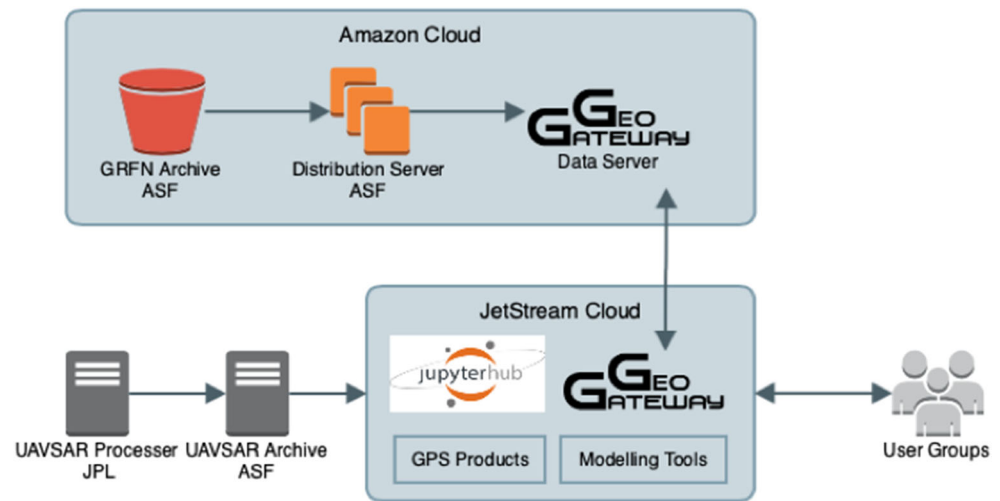 Amazon Cloud
GRFN Archive
ASF
Distribution Server
ASF
GEO
GATEWAY
Data Server
JetStream Cloud
jupyterhub
GEO
GATEWAY
GPS Products
Modelling Tools
UAVSAR Processer
JPL
UAVSAR Archive
ASF
User Groups